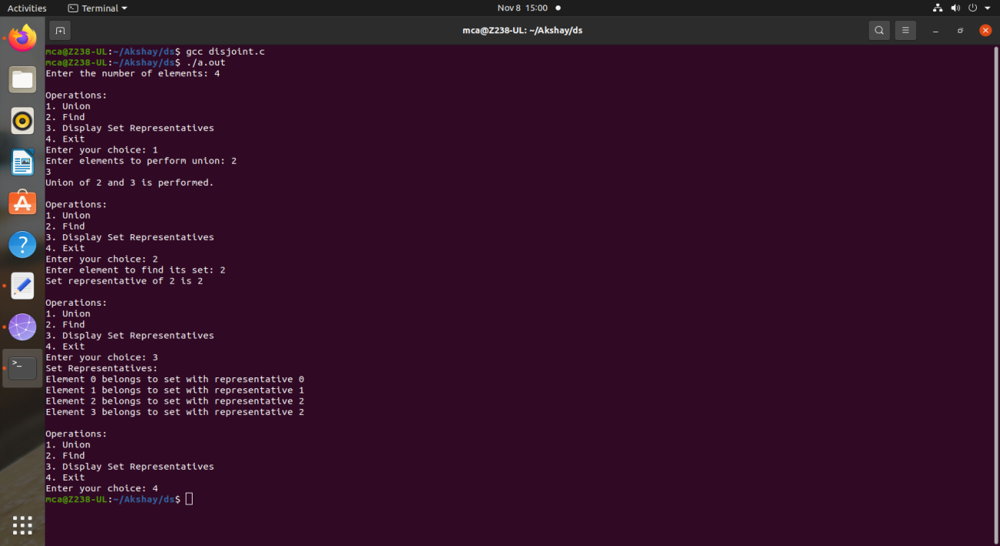 Activities
Terminal
Nov 8 15:00
mca@Z238-UL: ~/Akshay/ds
mca@Z238-UL:~/Akshay/ds$ gcc disjoint.c
mca@Z238-UL:~/Akshay/ds$ ./a.out
Enter the number of elements: 4
Operations:
1. Union
2. Find
3. Display Set Representatives
4. Exit
Enter your choice: 1
Enter elements to perform union: 2
3
Union of 2 and 3 is performed.
Operations:
1. Union
2. Find
3. Display Set Representatives
4. Exit
Enter your choice: 2
Enter element to find its set: 2
Set representative of 2 is 2
Operations:
1. Union
2. Find
3. Display Set Representatives
4. Exit
Enter your choice: 3
Set Representatives:
Element 0 belongs to set with representative 0
Element 1 belongs to set with representative 1
Element 2 belongs to set with representative 2
Element 3 belongs to set with representative 2
Operations:
1. Union
2. Find
3. Display Set Representatives
4. Exit
Enter your choice: 4
mca@Z238-UL:~/Akshay/ds$